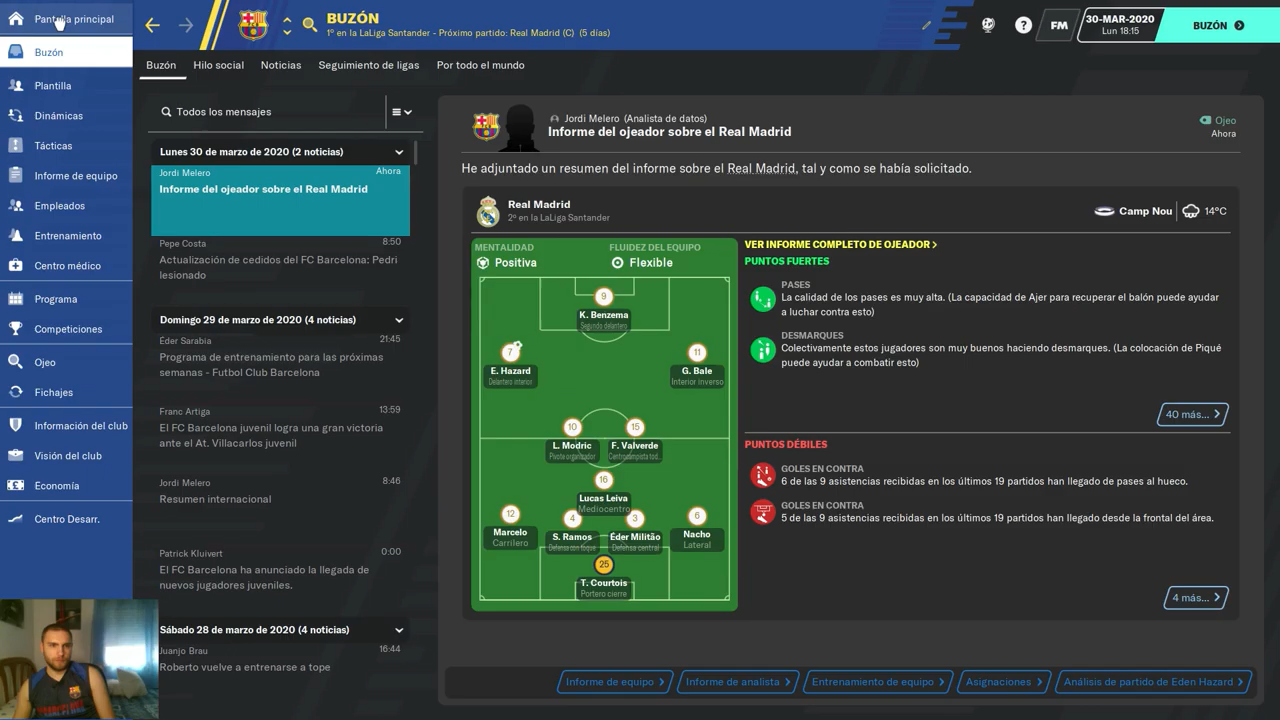 Pantalla principal
Buzón
Plantilla
Dinámicas
Tácticas
Informe de equipo
Empleados
Entrenamiento
Centro médico
Programa
Competiciones
Ojeo
Fichajes
Información del club
Visión del club
Economía
Centro Desarr.
BUZÓN
1º en la LaLiga Santander - Próximo partido: Real Madrid (C) (5 días)
?
FM
30-MAR-2020
Lun 18:15
BUZÓN
Buzón
Hilo social
Noticias
Seguimiento de ligas
Por todo el mundo
Todos los mensajes
Lunes 30 de marzo de 2020 (2 noticias)
Jordi Melero
Ahora
Informe del ojeador sobre el Real Madrid
Pepe Costa
8:50
Actualización de cedidos del FC Barcelona: Pedri
lesionado
Domingo 29 de marzo de 2020 (4 noticias)
Éder Sarabia
21:45
Programa de entrenamiento para las próximas
semanas - Futbol Club Barcelona
Franc Artiga
13:59
El FC Barcelona juvenil logra una gran victoria
ante el At. Villacarlos juvenil
Jordi Melero
8:46
Resumen internacional
Patrick Kluivert
0:00
El FC Barcelona ha anunciado la llegada de
nuevos jugadores juveniles.
Sábado 28 de marzo de 2020 (4 noticias)
Juanjo Brau
16:44
Roberto vuelve a entrenarse a tope
Jordi Melero (Analista de datos)
Informe del ojeador sobre el Real Madrid
Ojeo
Ahora
He adjuntado un resumen del informe sobre el Real Madrid, tal y como se había solicitado.
Real Madrid
2º en la LaLiga Santander
Camp Nou
14°C
MENTALIDAD
Positiva
FLUIDEZ DEL EQUIPO
Flexible
9
K. Benzema
Segundo delantero
7
E. Hazard
Delantero interior
11
G. Bale
Interior inverso
10
L. Modric
Pivote organizador
15
F. Valverde
Centrocampista tod...
16
Lucas Leiva
Mediocentro
12
Marcelo
Carrilero
4
S. Ramos
Defensa con toque
3
Éder Militão
Defensa central
6
Nacho
Lateral
25
T. Courtois
Portero cierre
VER INFORME COMPLETO DE OJEADOR >
PUNTOS FUERTES
PASES
La calidad de los pases es muy alta. (La capacidad de Ajer para recuperar el balón puede ayudar
a luchar contra esto)
DESMARQUES
Colectivamente estos jugadores son muy buenos haciendo desmarques. (La colocación de Piqué
puede ayudar a combatir esto)
40 más... >
PUNTOS DÉBILES
GOLES EN CONTRA
6 de las 9 asistencias recibidas en los últimos 19 partidos han llegado de pases al hueco.
GOLES EN CONTRA
5 de las 9 asistencias recibidas en los últimos 19 partidos han llegado desde la frontal del área.
4 más... >
Informe de equipo >
Informe de analista >
Entrenamiento de equipo >
Asignaciones >
Análisis de partido de Eden Hazard >